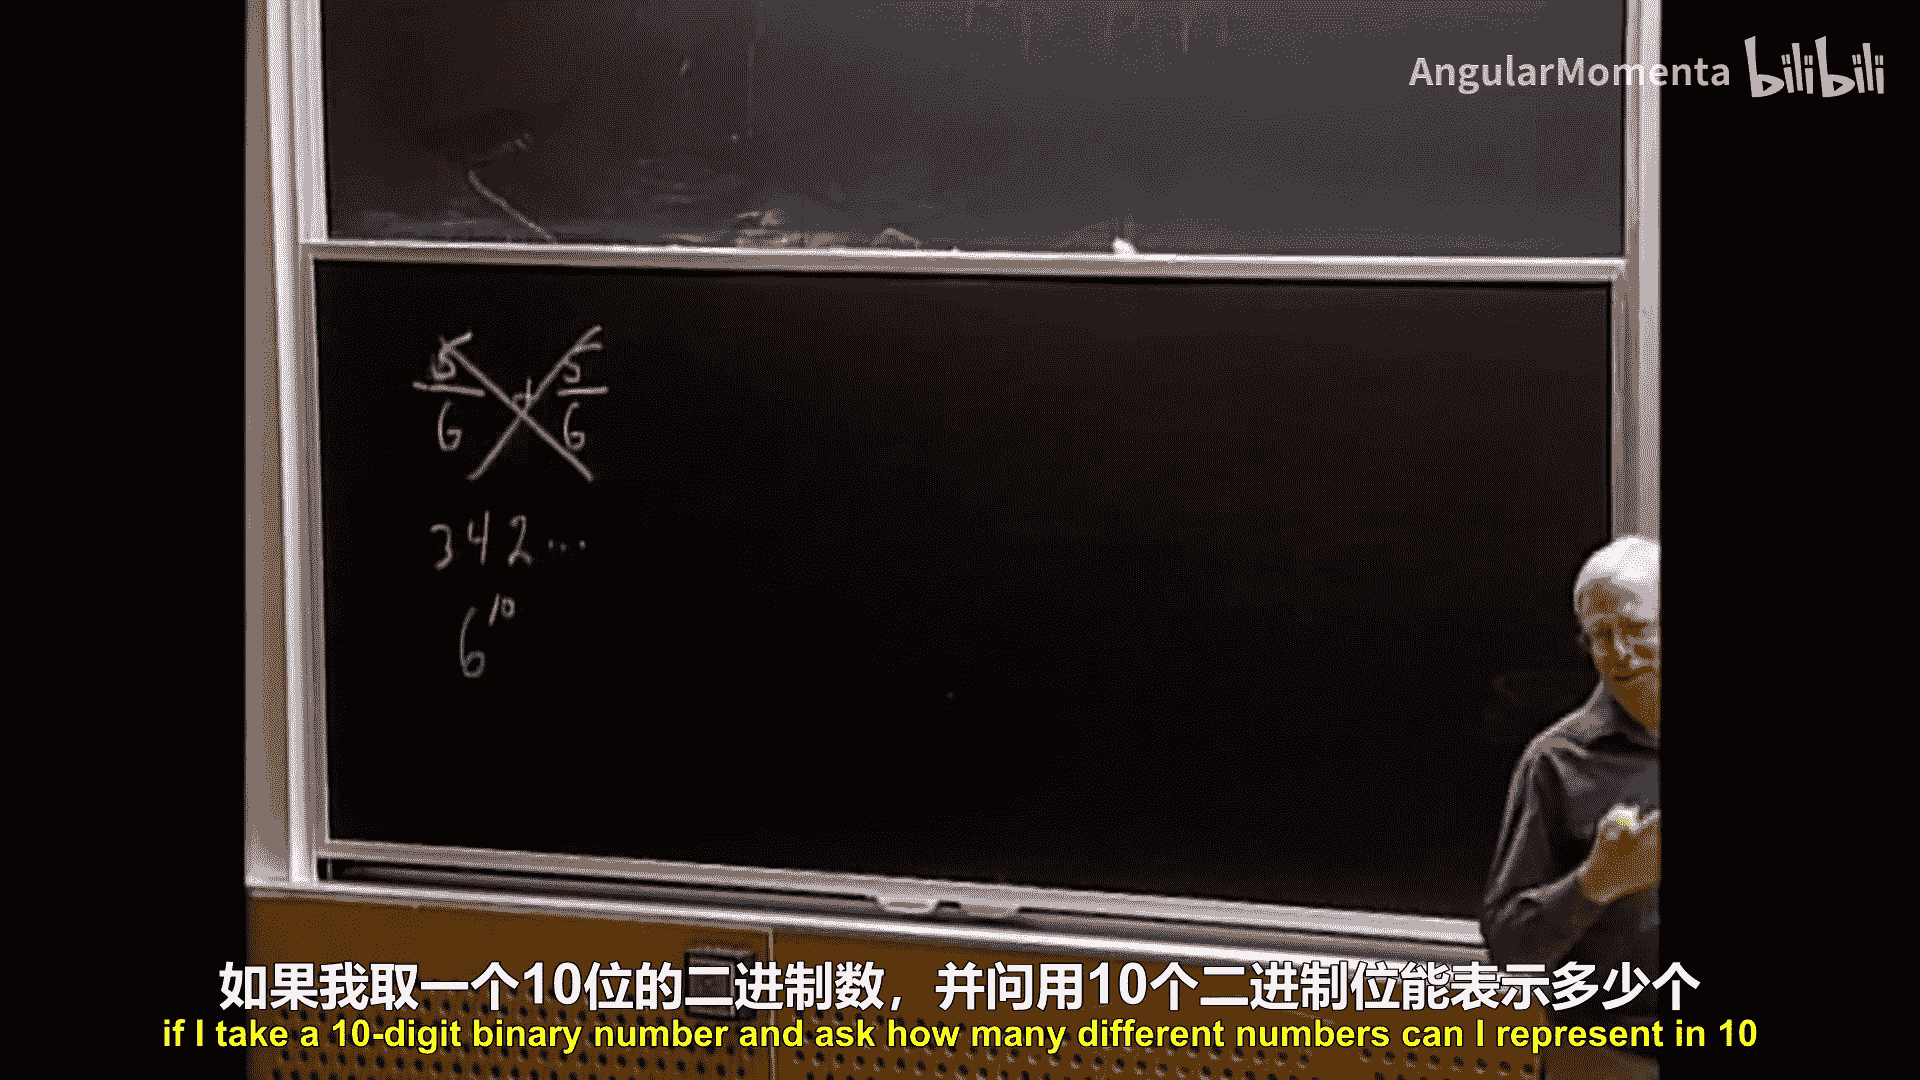 AngularMomenta bilibili
5 5
6 6
342...
6^10
如果我取一个10位的二进制数，并问用10个二进制位能表示多少个
if I take a 10-digit binary number and ask how many different numbers can I represent in 10